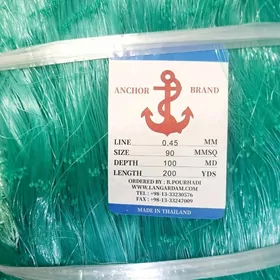 ANCHOR BRAND
LINE 0.45 MM
SIZE 90 MMSQ
DEPTH 100 MD
LENGTH 200 YDS
ORDERED BY : B.POURHADI
WWW.LANGARDAM.COM
TEL : +98-13-33230576
FAX : +98-13-33247009
MADE IN THAILAND